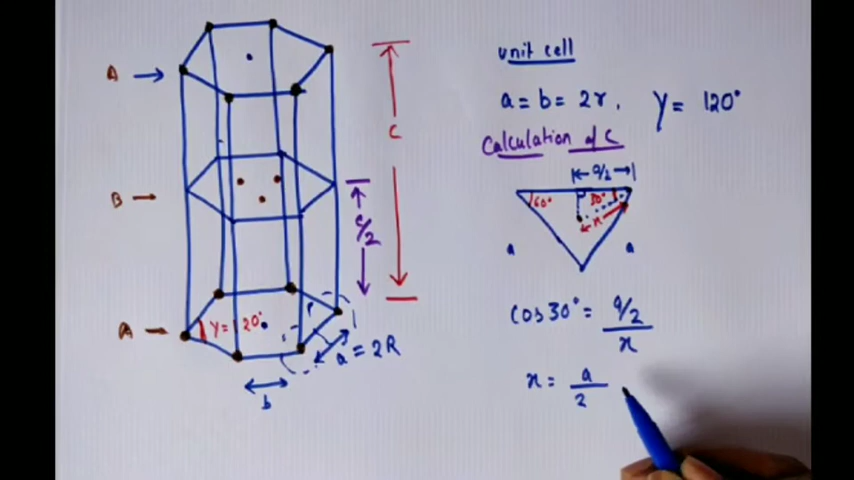 unit cell
a = b = 2r, γ = 120°
Calculation of C
|← a/2 →|
60° 30°
x
a a
cos 30° = a/2 / x
x = a / 2
A →
C
B →
c/2
A →
γ = 120°
a = 2R
b